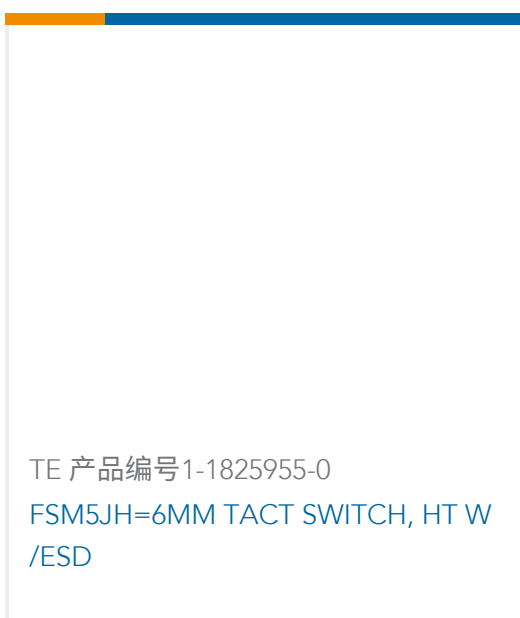 TE 产品编号1-1825955-0
FSM5JH=6MM TACT SWITCH, HT W
/ESD